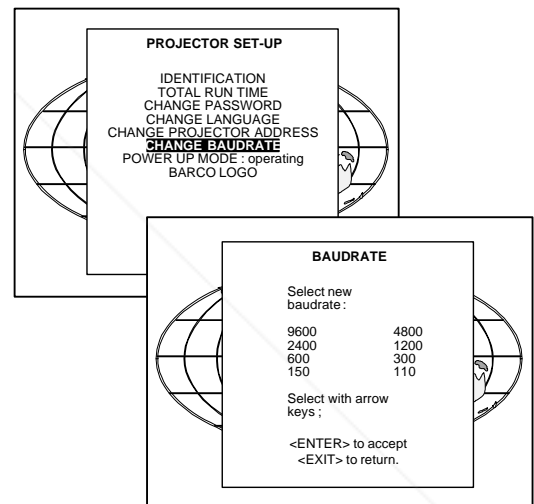 PROJECTOR SET-UP
IDENTIFICATION
TOTAL RUN TIME
CHANGE PASSWORD
CHANGE LANGUAGE
CHANGE PROJECTOR ADDRESS
CHANGE BAUDRATE
POWER UP MODE : operating
BARCO LOGO
BAUDRATE
Select new
baudrate :
9600 4800
2400 1200
600 300
150 110
Select with arrow
keys ;
<ENTER> to accept
<EXIT> to return.